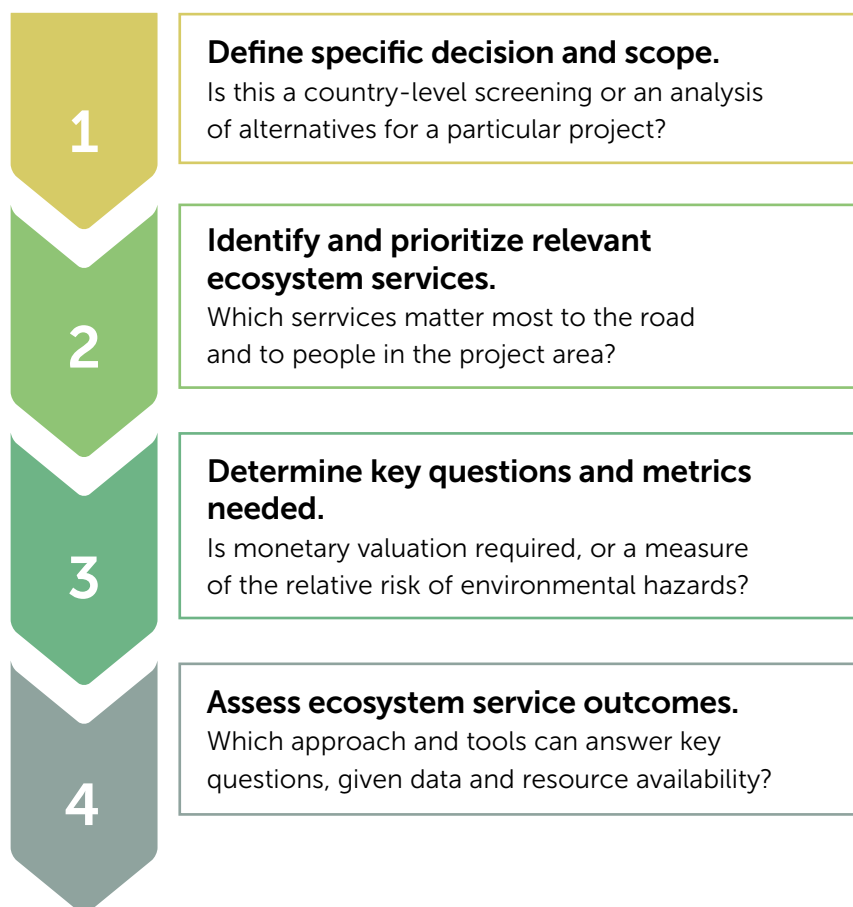 1
Define specific decision and scope.
Is this a country-level screening or an analysis
of alternatives for a particular project?
2
Identify and prioritize relevant
ecosystem services.
Which serrvices matter most to the road
and to people in the project area?
3
Determine key questions and metrics
needed.
Is monetary valuation required, or a measure
of the relative risk of environmental hazards?
4
Assess ecosystem service outcomes.
Which approach and tools can answer key
questions, given data and resource availability?